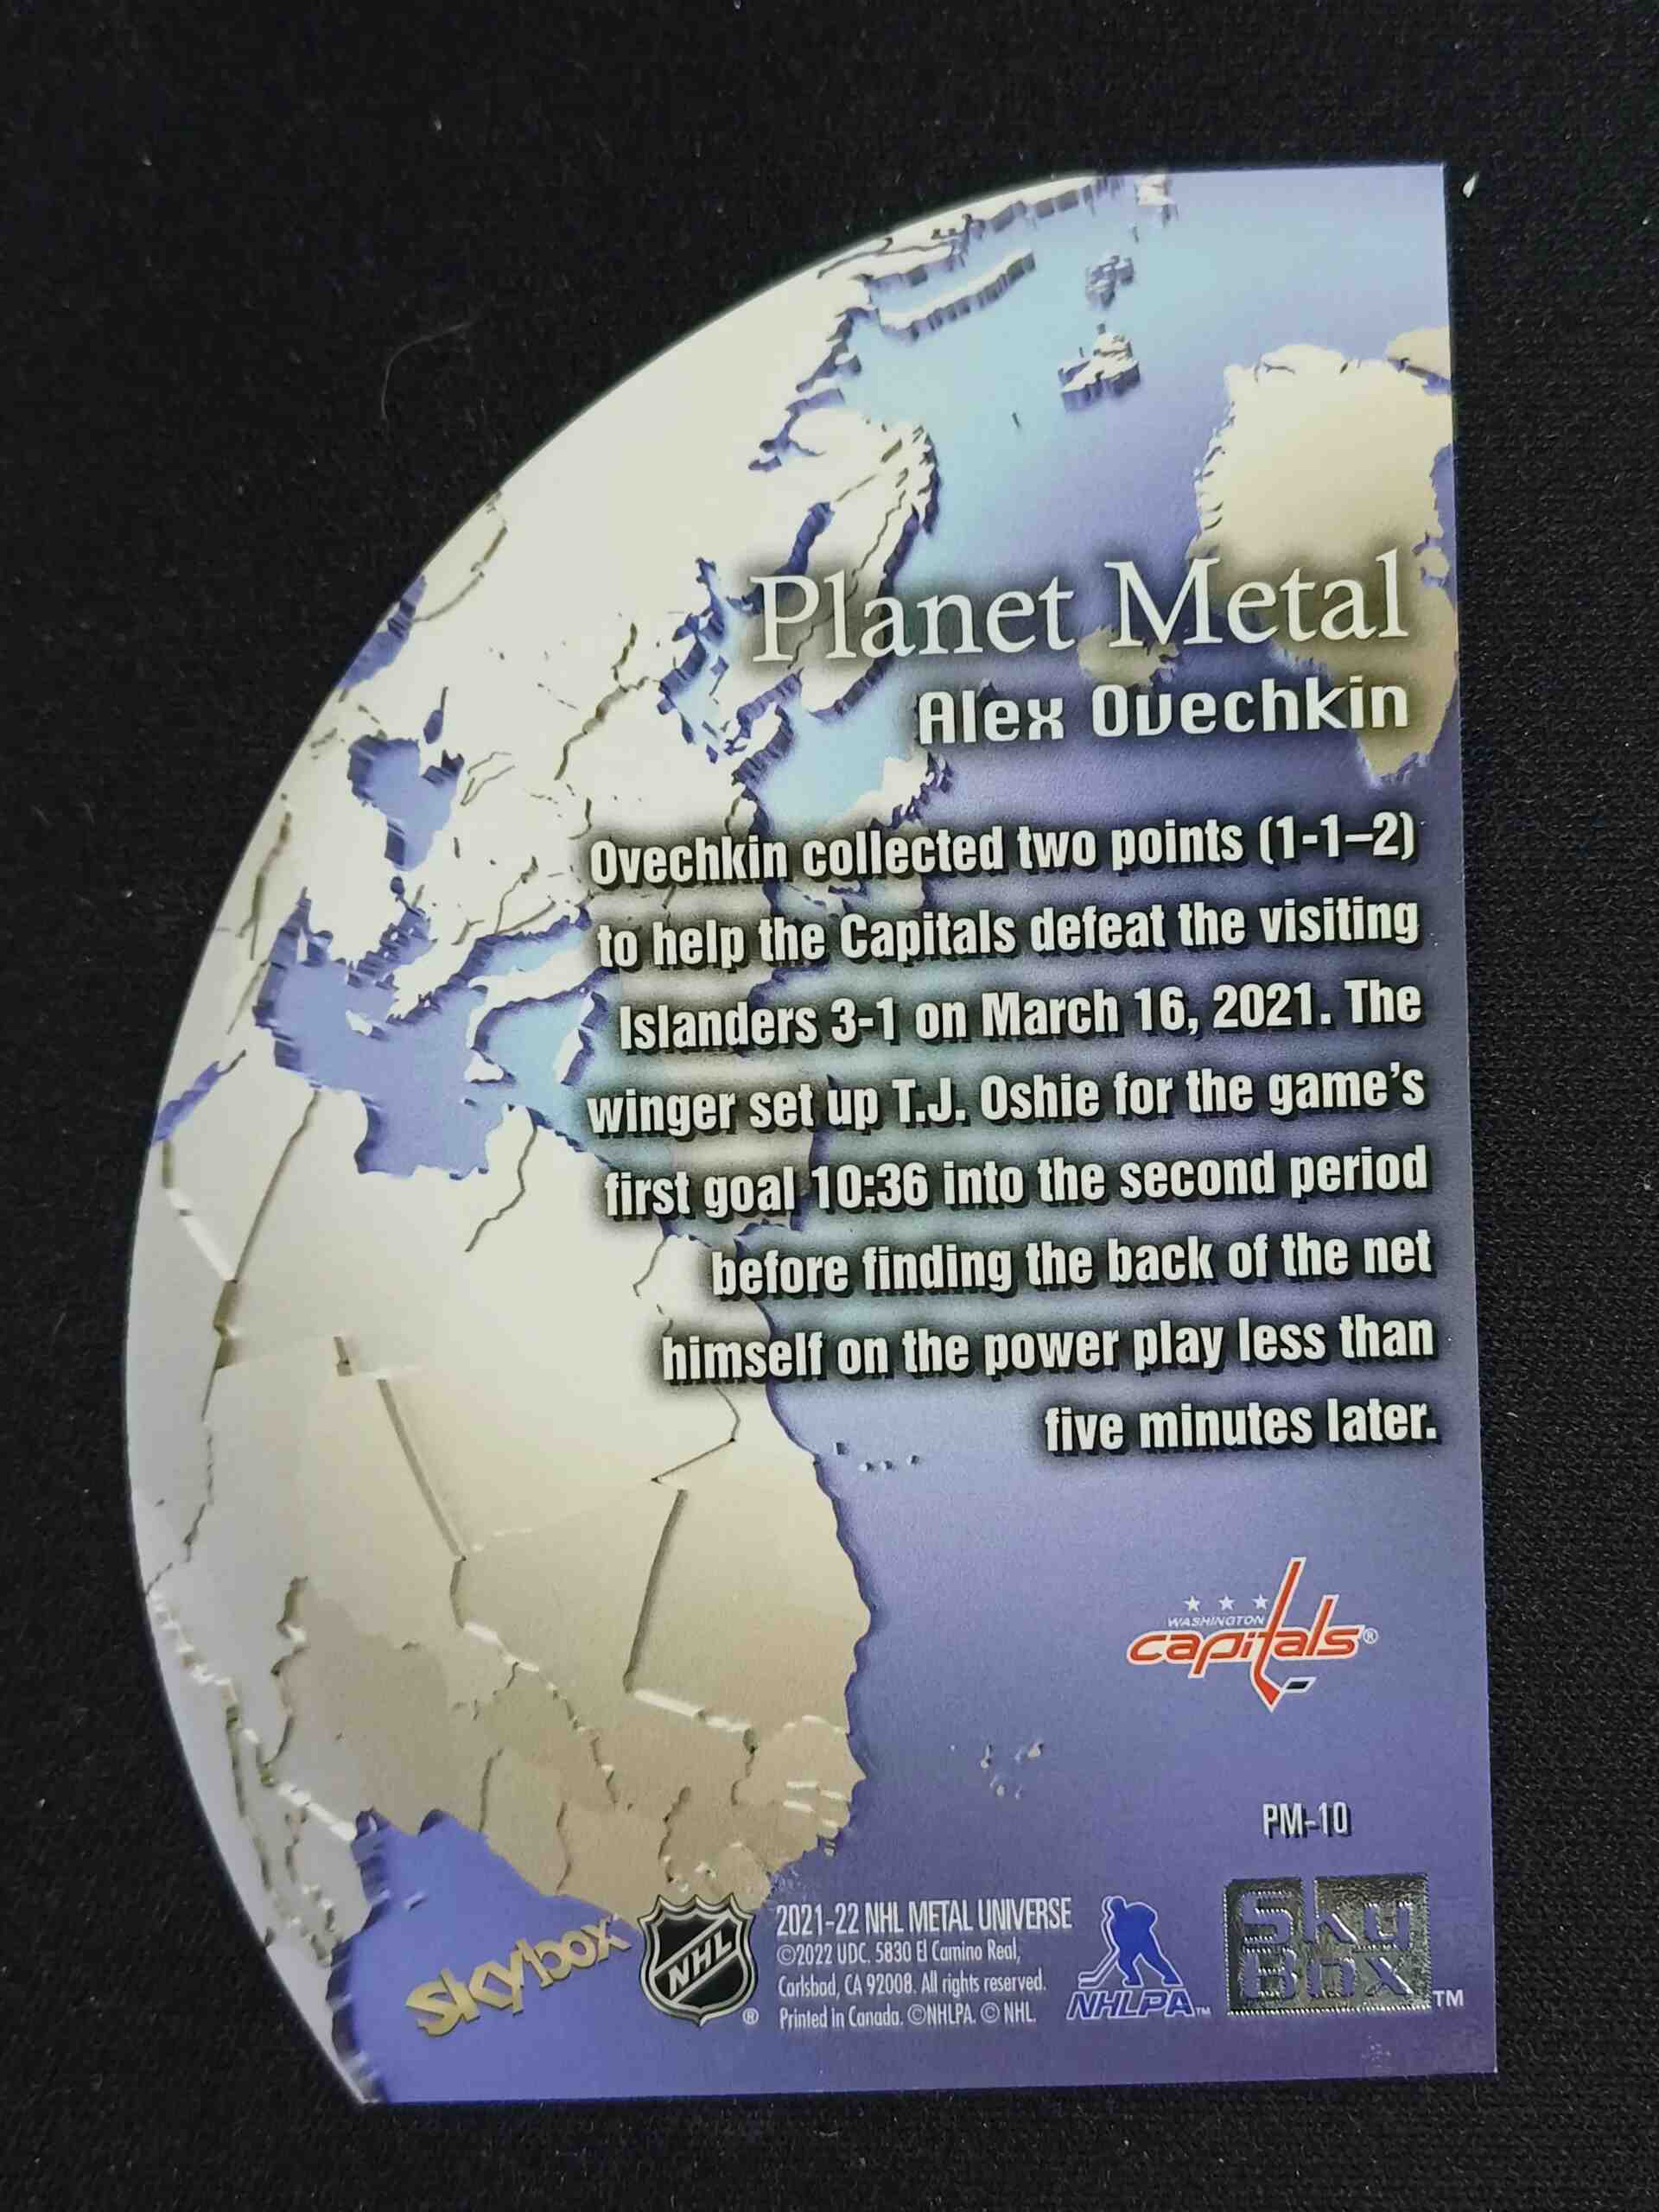 Planet Metal
Alex Ovechkin
Ovechkin collected two points (1-1–2)
to help the Capitals defeat the visiting
Islanders 3-1 on March 16, 2021. The
winger set up T.J. Oshie for the game's
first goal 10:36 into the second period
before finding the back of the net
himself on the power play less than
five minutes later.
WASHINGTON
capitals®
PM-10
skybox
NHL
®
2021-22 NHL METAL UNIVERSE
©2022 UDC. 5830 El Camino Real,
Carlsbad, CA 92008. All rights reserved.
Printed in Canada. ©NHLPA. © NHL.
NHLPA™
Sky
Box™